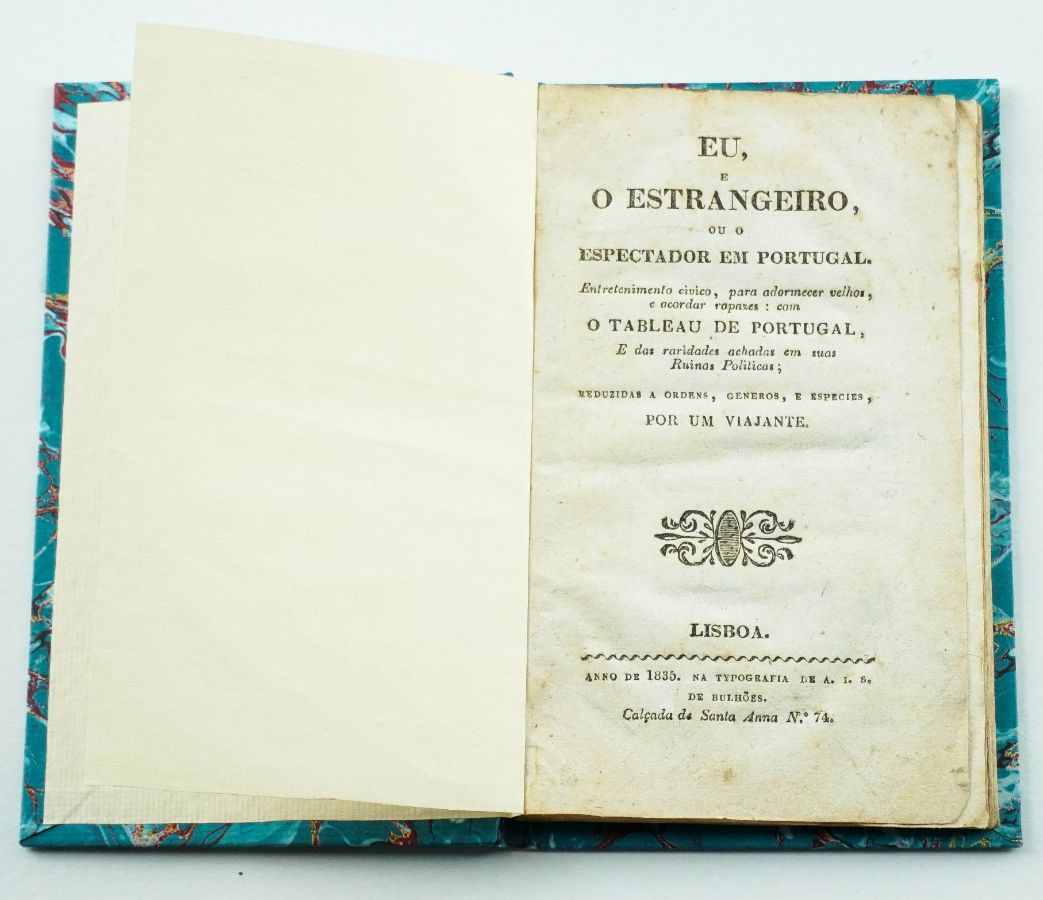 EU,
E
O ESTRANGEIRO,
OU O
ESPECTADOR EM PORTUGAL.
Entretenimento civico, para adormecer velhos,
e acordar rapazes : com
O TABLEAU DE PORTUGAL,
E das raridades achadas em suas
Ruinas Politicas ;
REDUZIDAS A ORDENS, GENEROS, E ESPECIES,
POR UM VIAJANTE.
LISBOA.
ANNO DE 1835. NA TYPOGRAFIA DE A. I. S.
DE BULHÕES.
Calçada de Santa Anna N.º 74.